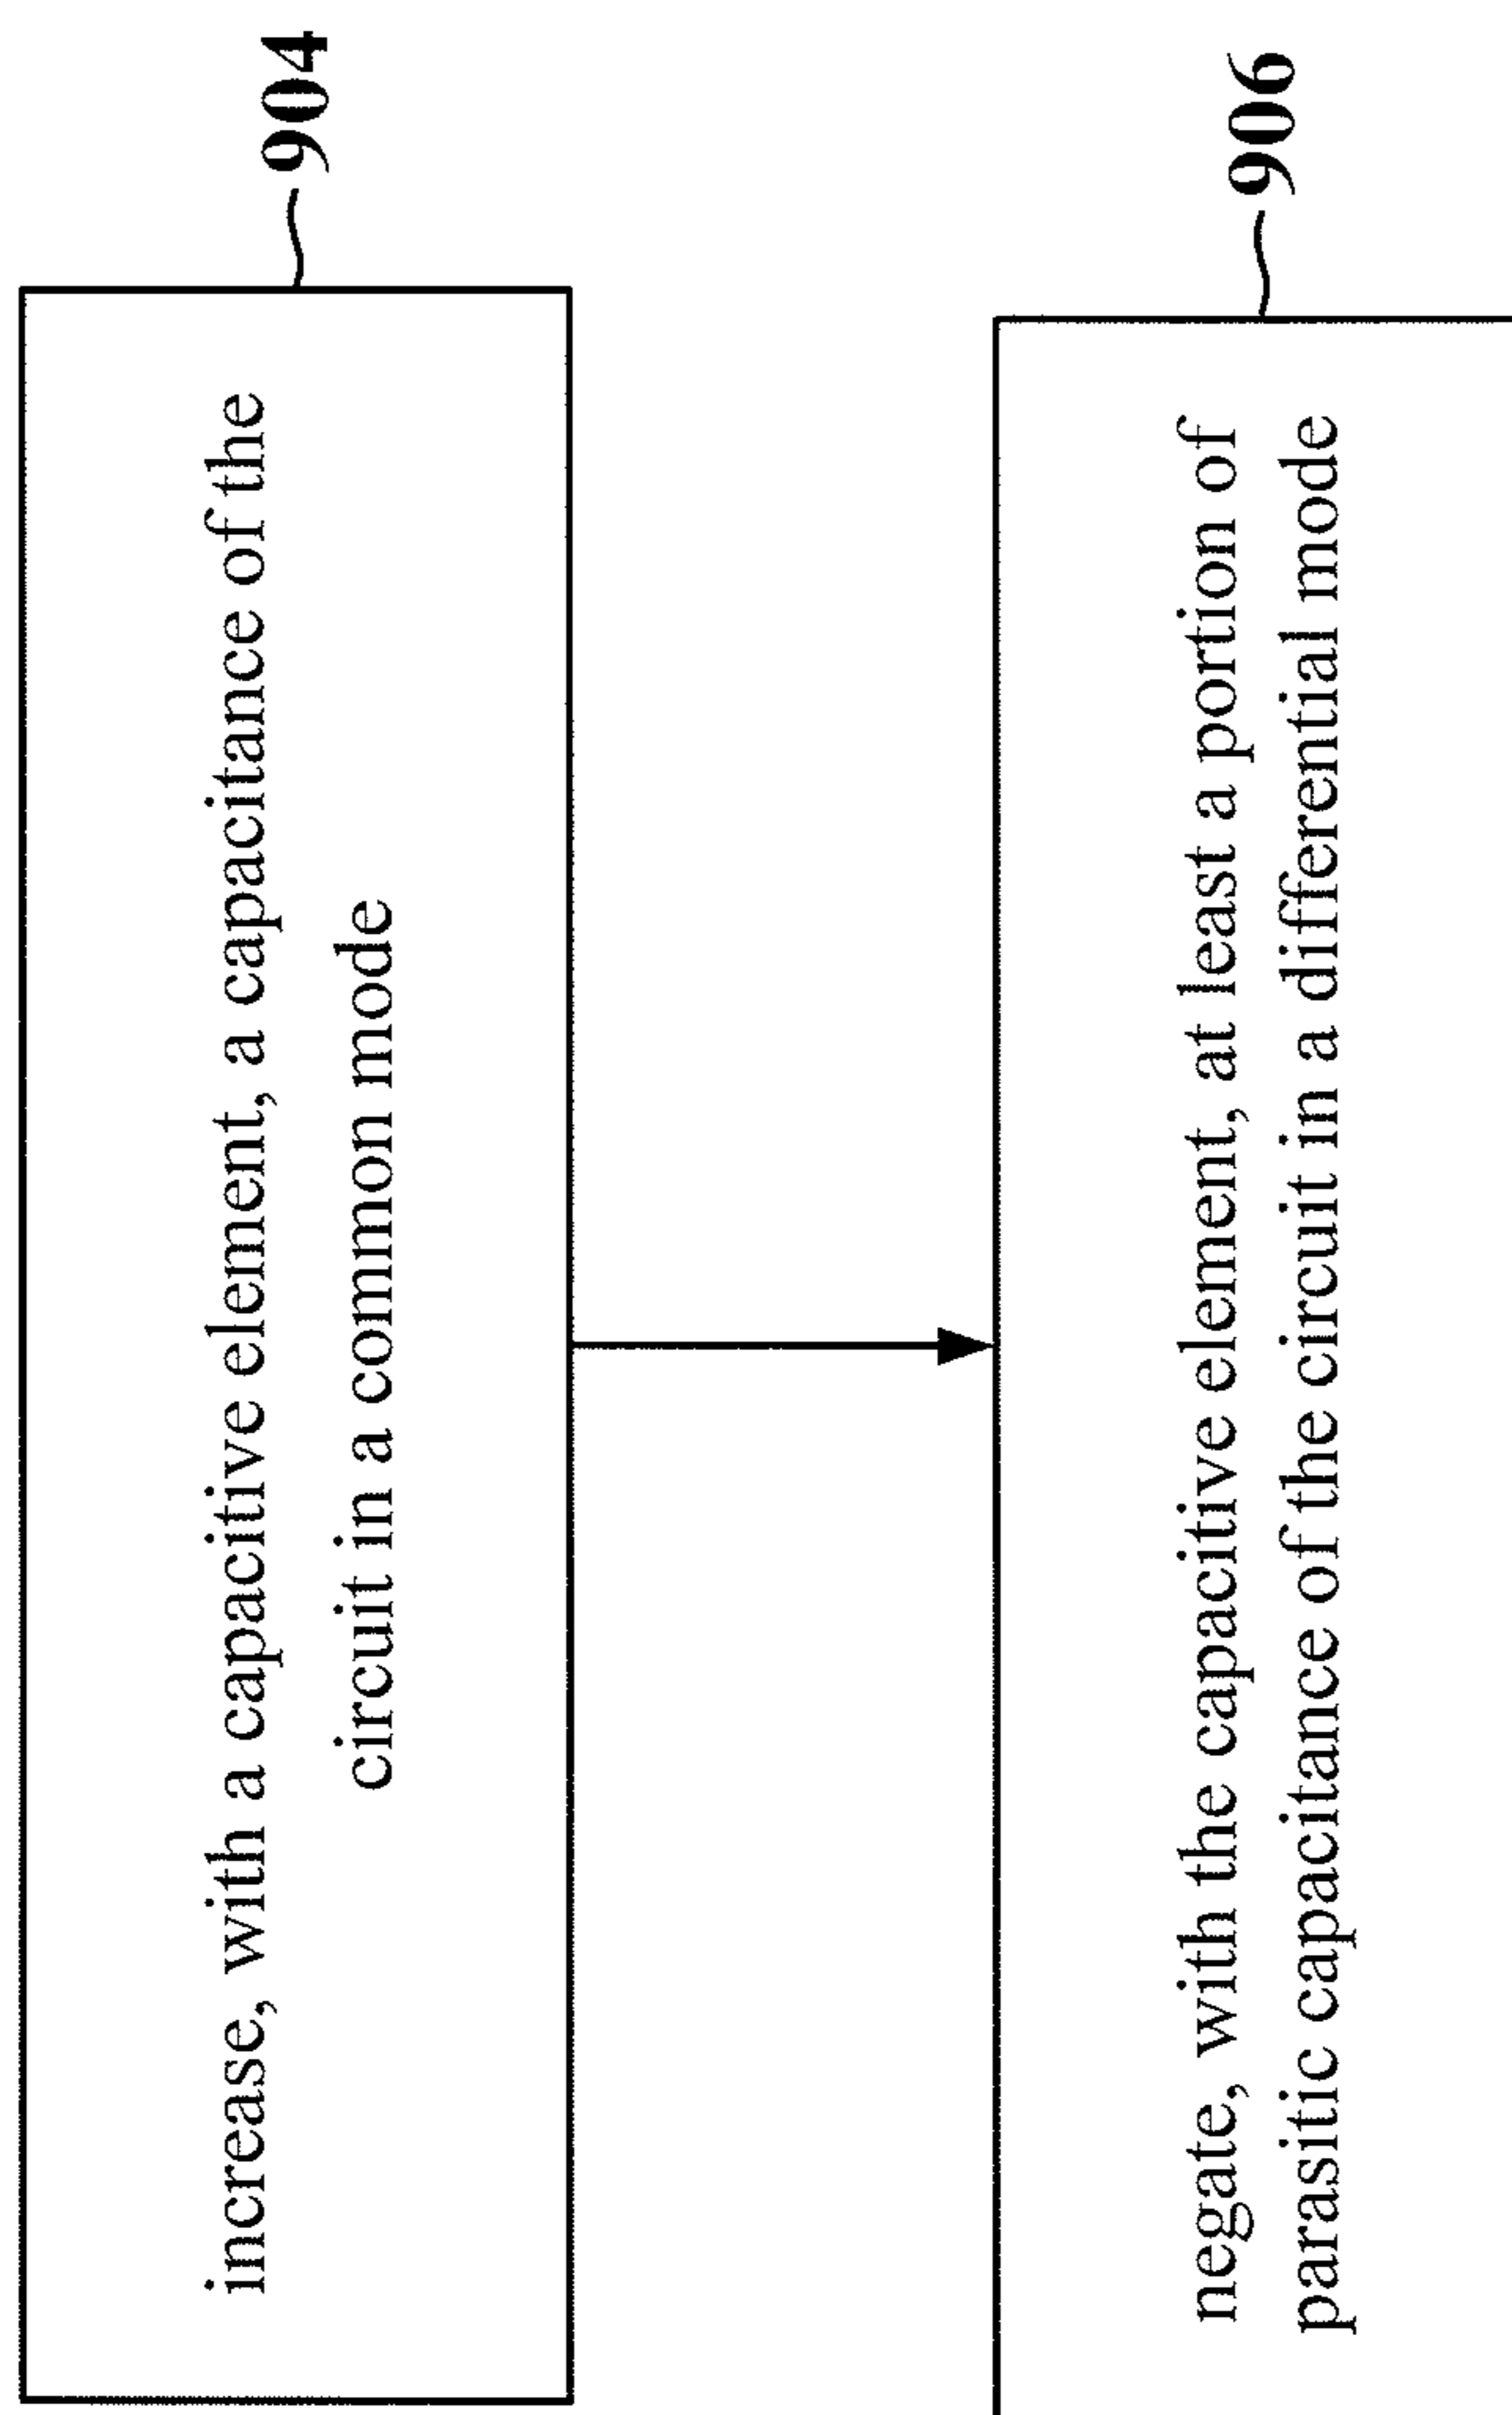 increase, with a capacitive element, a capacitance of the
circuit in a common mode
904
negate, with the capacitive element, at least a portion of
parasitic capacitance of the circuit in a differential mode
906